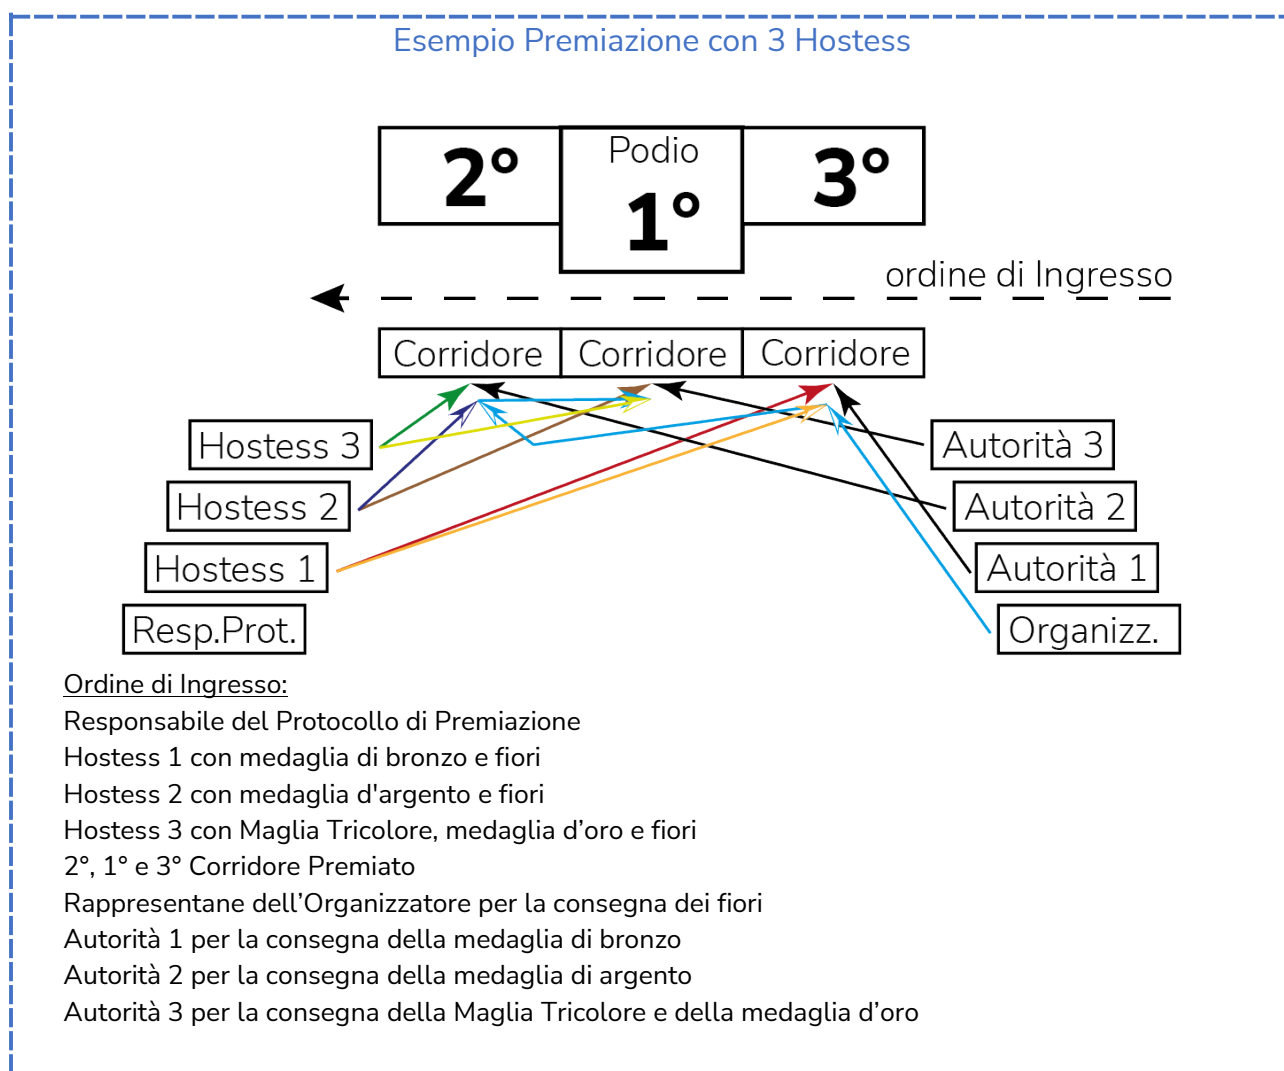 Esempio Premiazione con 3 Hostess
Podio
2° 1° 3°
ordine di Ingresso
Corridore Corridore Corridore
Hostess 3 Autorità 3
Hostess 2 Autorità 2
Hostess 1 Autorità 1
Resp.Prot. Organizz.
Ordine di Ingresso:
Responsabile del Protocollo di Premiazione
Hostess 1 con medaglia di bronzo e fiori
Hostess 2 con medaglia d'argento e fiori
Hostess 3 con Maglia Tricolore, medaglia d’oro e fiori
2°, 1° e 3° Corridore Premiato
Rappresentane dell’Organizzatore per la consegna dei fiori
Autorità 1 per la consegna della medaglia di bronzo
Autorità 2 per la consegna della medaglia di argento
Autorità 3 per la consegna della Maglia Tricolore e della medaglia d’oro